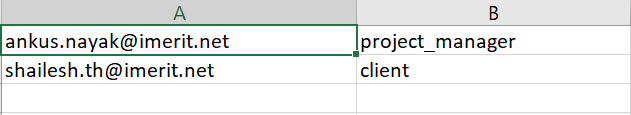 A B
ankus.nayak@imerit.net project_manager
shailesh.th@imerit.net client